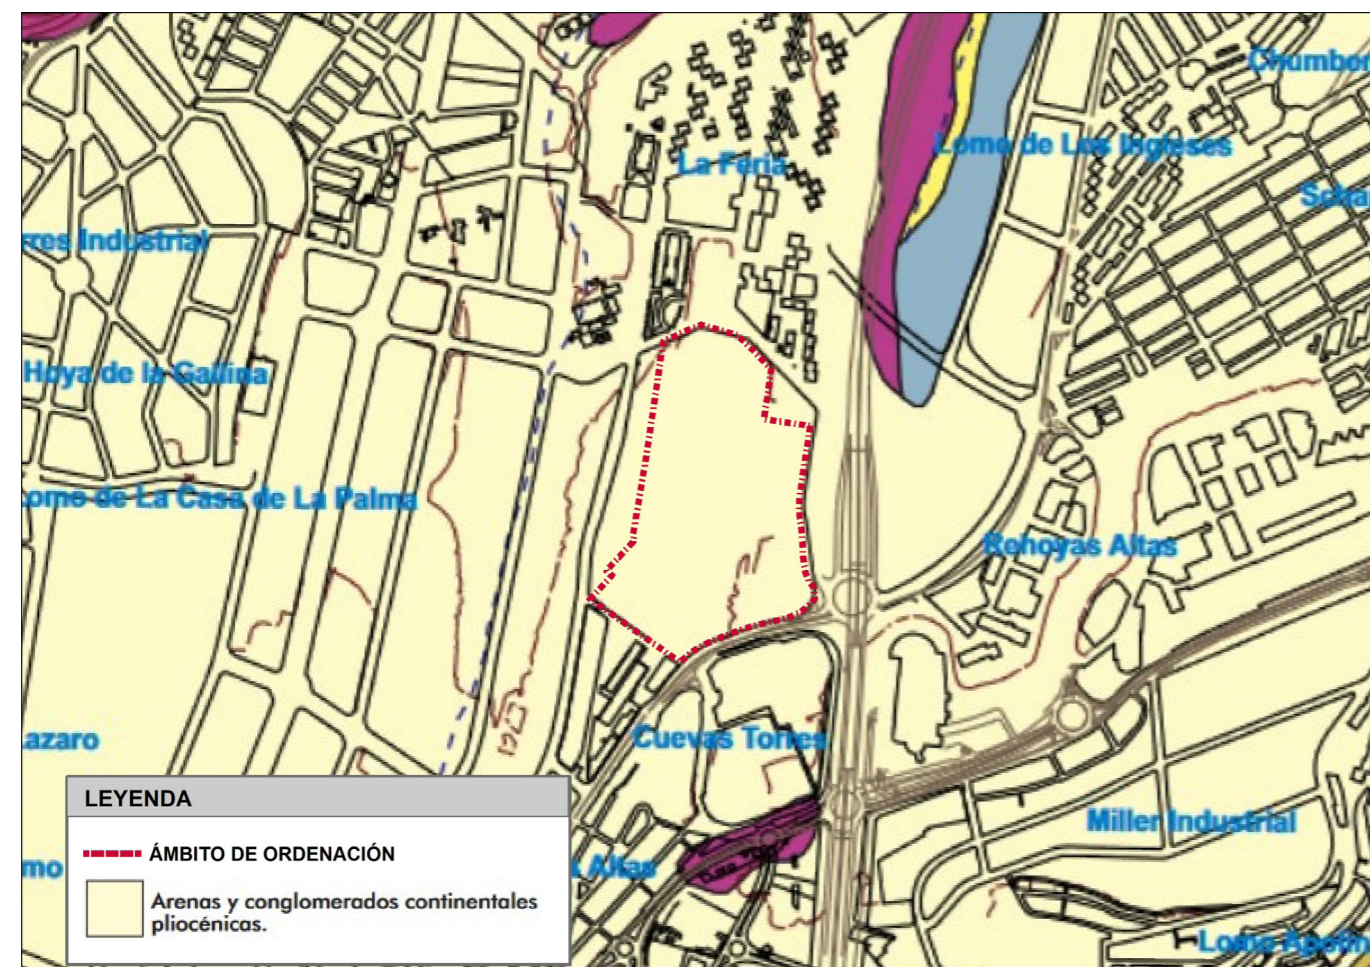 Chumber
Lomo de Los Ingleses
La Feria
Scha
rres Industrial
Hoya de la Gallina
omo de La Casa de La Palma
Rehoyas Altas
azaro
Cuevas Torres
Miller Industrial
mo
Altas
Lomo Apolin
LEYENDA
ÁMBITO DE ORDENACIÓN
Arenas y conglomerados continentales
pliocénicas.